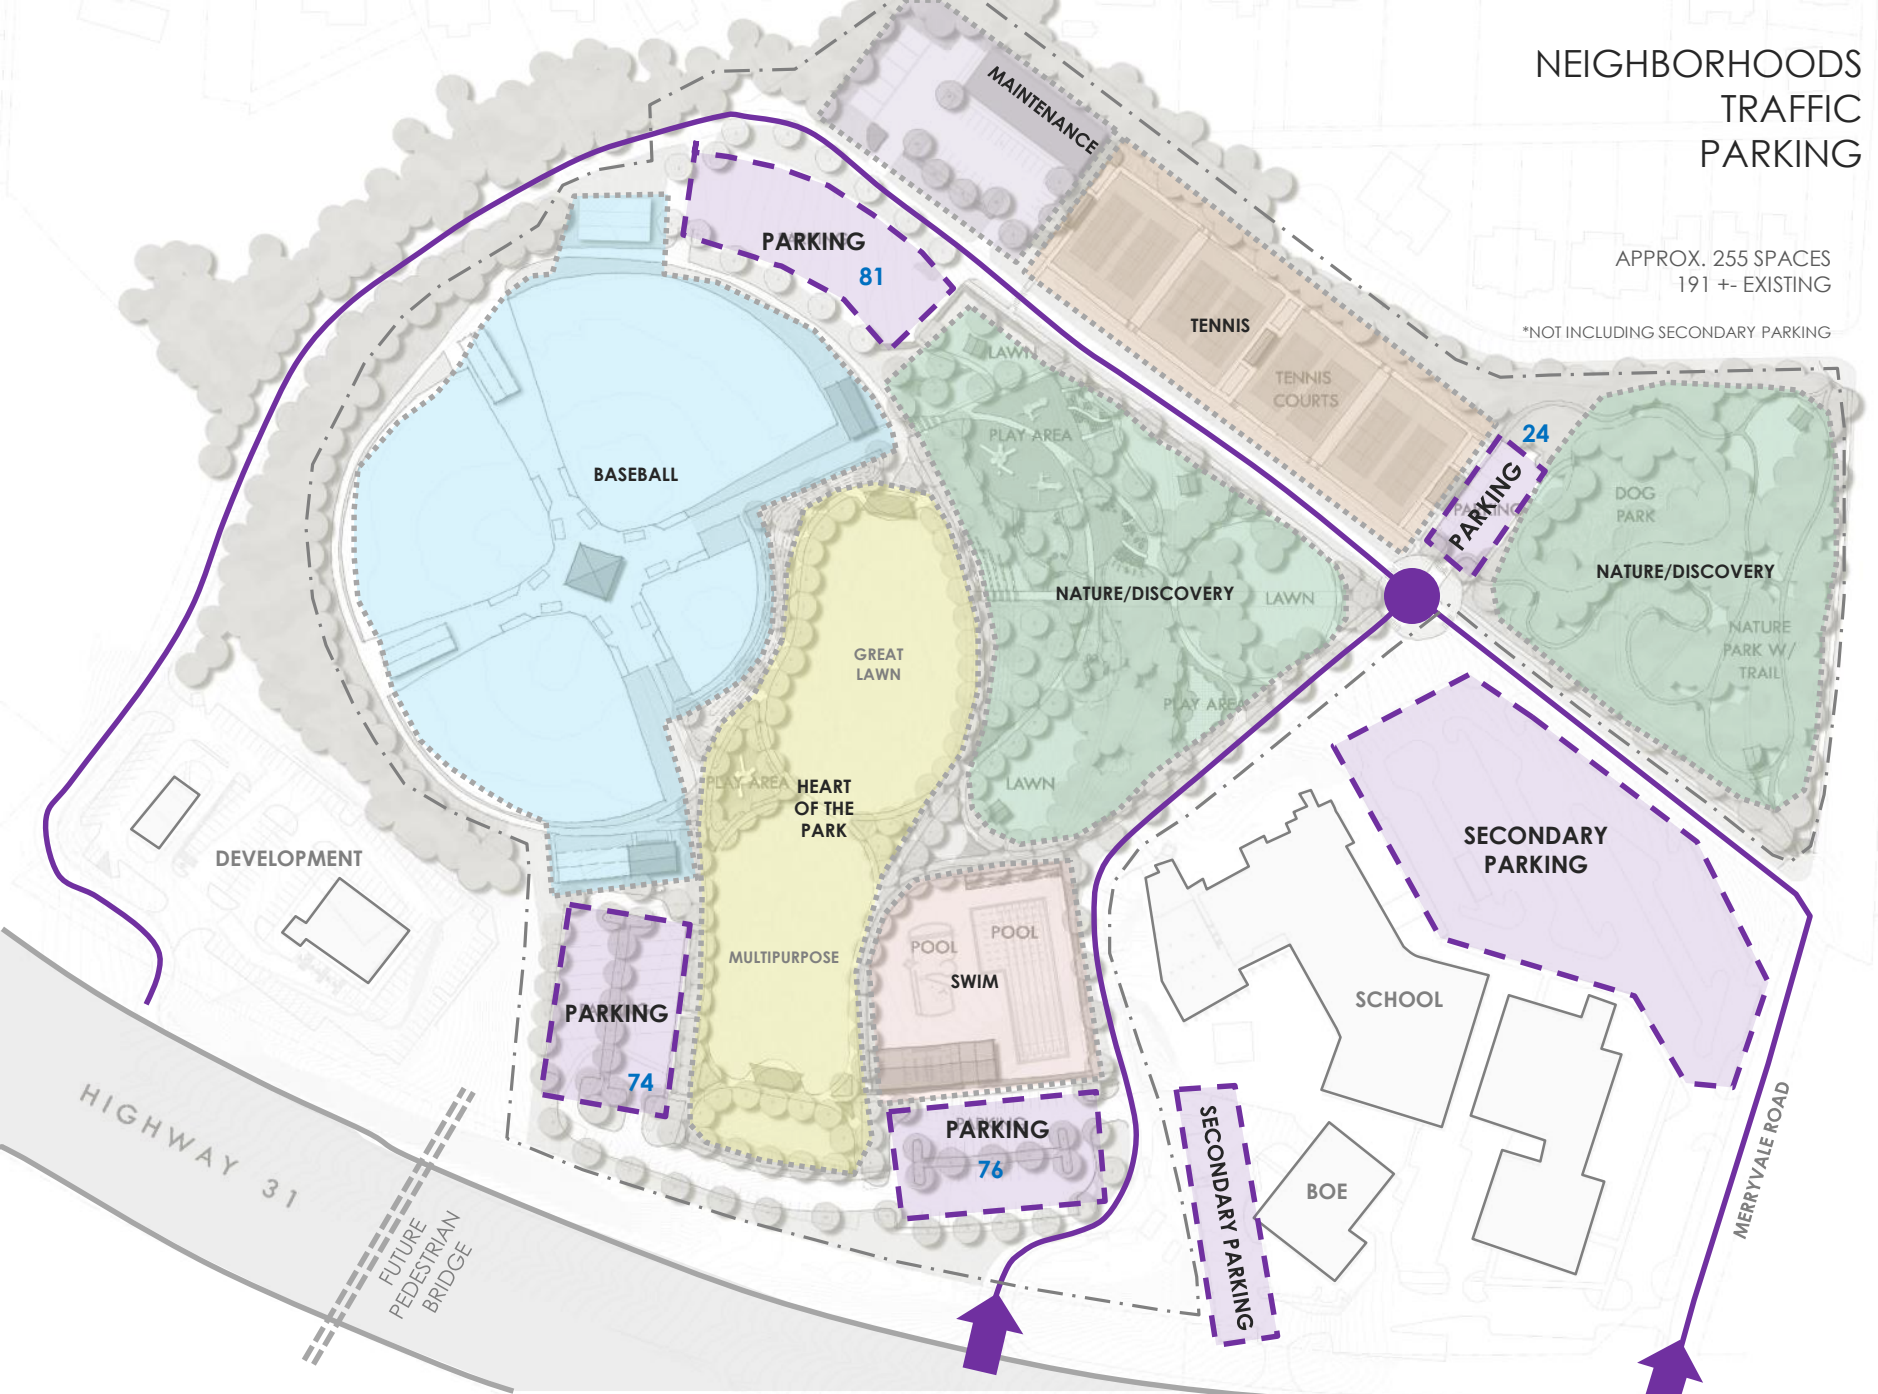 NEIGHBORHOODS
TRAFFIC
PARKING
APPROX. 255 SPACES
191 +- EXISTING
*NOT INCLUDING SECONDARY PARKING
MAINTENANCE
PARKING
81
TENNIS
TENNIS
COURTS
LAWN
PLAY AREA
24
PARKING
PARKING
DOG
PARK
NATURE/DISCOVERY
NATURE
PARK W/
TRAIL
BASEBALL
NATURE/DISCOVERY
LAWN
GREAT
LAWN
PLAY AREA
LAWN
PLAY AREA
HEART
OF THE
PARK
SECONDARY
PARKING
DEVELOPMENT
MULTIPURPOSE
POOL
POOL
SWIM
SCHOOL
PARKING
74
PARKING
76
SECONDARY PARKING
BOE
MERRYVALE ROAD
HIGHWAY 31
FUTURE
PEDESTRIAN
BRIDGE